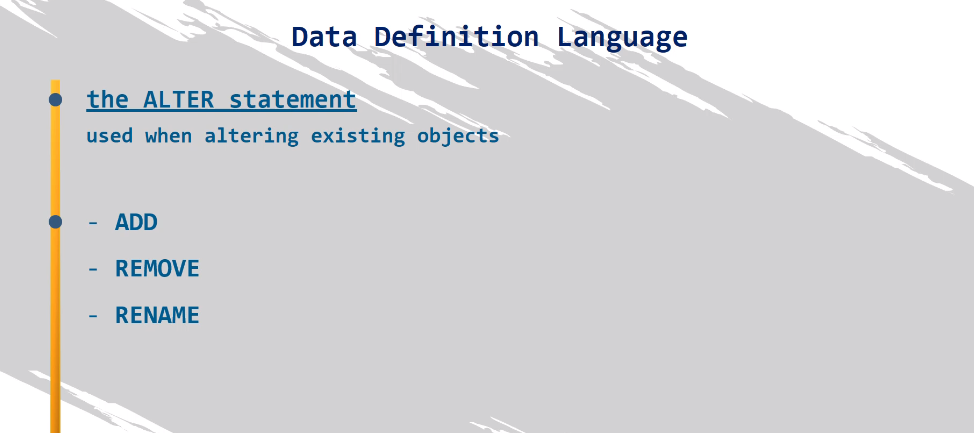 Data Definition Language
the ALTER statement
used when altering existing objects
- ADD
- REMOVE
- RENAME